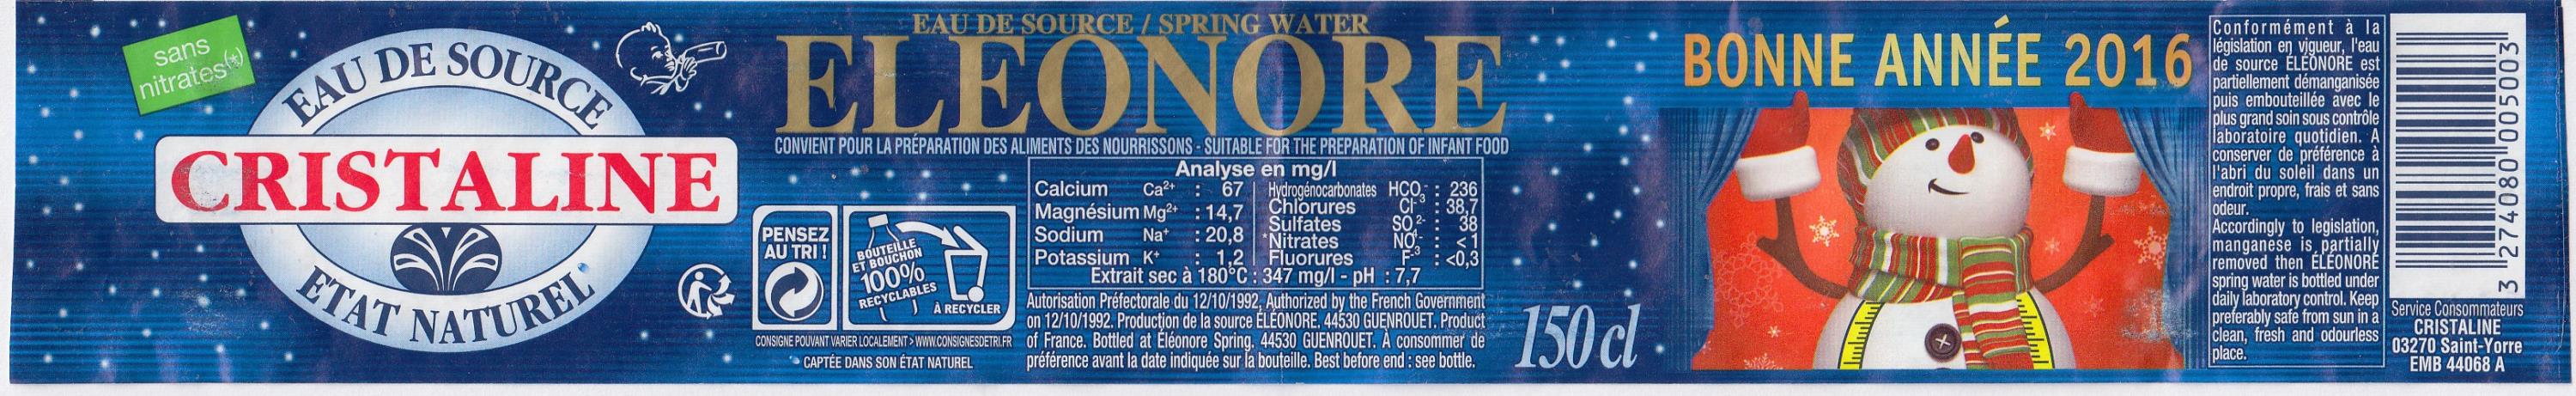 sans
nitrates(*)
EAU DE SOURCE
CRISTALINE
ETAT NATUREL
EAU DE SOURCE / SPRING WATER
ELEONORE
CONVIENT POUR LA PRÉPARATION DES ALIMENTS DES NOURRISSONS - SUITABLE FOR THE PREPARATION OF INFANT FOOD
PENSEZ
AU TRI !
BOUTEILLE
ET BOUCHON
100%
RECYCLABLES
À RECYCLER
CONSIGNE POUVANT VARIER LOCALEMENT > WWW.CONSIGNESDETRI.FR
CAPTÉE DANS SON ÉTAT NATUREL
Analyse en mg/l
Calcium Ca2+ : 67
Magnésium Mg2+ : 14,7
Sodium Na+ : 20,8
Potassium K+ : 1,2
Hydrogénocarbonates HCO3- : 236
Chlorures Cl- : 38,7
Sulfates SO42- : 38
*Nitrates NO3- : <1
Fluorures F- : <0,3
Extrait sec à 180°C : 347 mg/l - pH : 7,7
Autorisation Préfectorale du 12/10/1992, Authorized by the French Government
on 12/10/1992. Production de la source ÉLÉONORE. 44530 GUENROUET. Product
of France. Bottled at Eléonore Spring. 44530 GUENROUET. À consommer de
préférence avant la date indiquée sur la bouteille. Best before end : see bottle.
150 cl
BONNE ANNÉE 2016
Conformément à la
législation en vigueur, l'eau
de source ÉLÉONORE est
partiellement démanganisée
puis embouteillée avec le
plus grand soin sous contrôle
laboratoire quotidien. A
conserver de préférence à
l'abri du soleil dans un
endroit propre, frais et sans
odeur.
Accordingly to legislation,
manganese is partially
removed then ÉLÉONORE
spring water is bottled under
daily laboratory control. Keep
preferably safe from sun in a
clean, fresh and odourless
place.
3 274080 005003
Service Consommateurs
CRISTALINE
03270 Saint-Yorre
EMB 44068 A